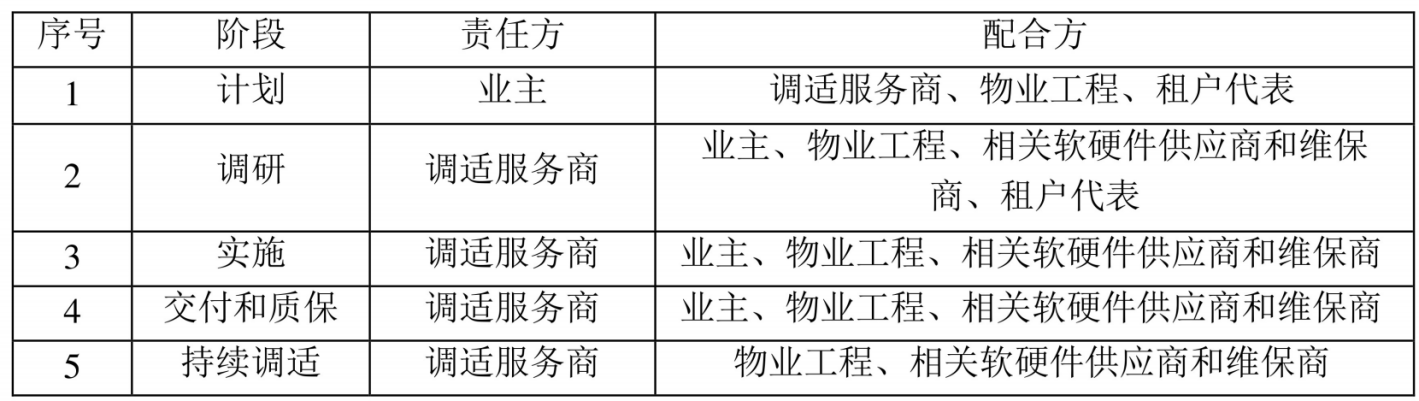 序号 阶段 责任方 配合方
1 计划 业主 调适服务商、物业工程、租户代表
2 调研 调适服务商 业主、物业工程、相关软硬件供应商和维保
商、租户代表
3 实施 调适服务商 业主、物业工程、相关软硬件供应商和维保商
4 交付和质保 调适服务商 业主、物业工程、相关软硬件供应商和维保商
5 持续调适 调适服务商 物业工程、相关软硬件供应商和维保商